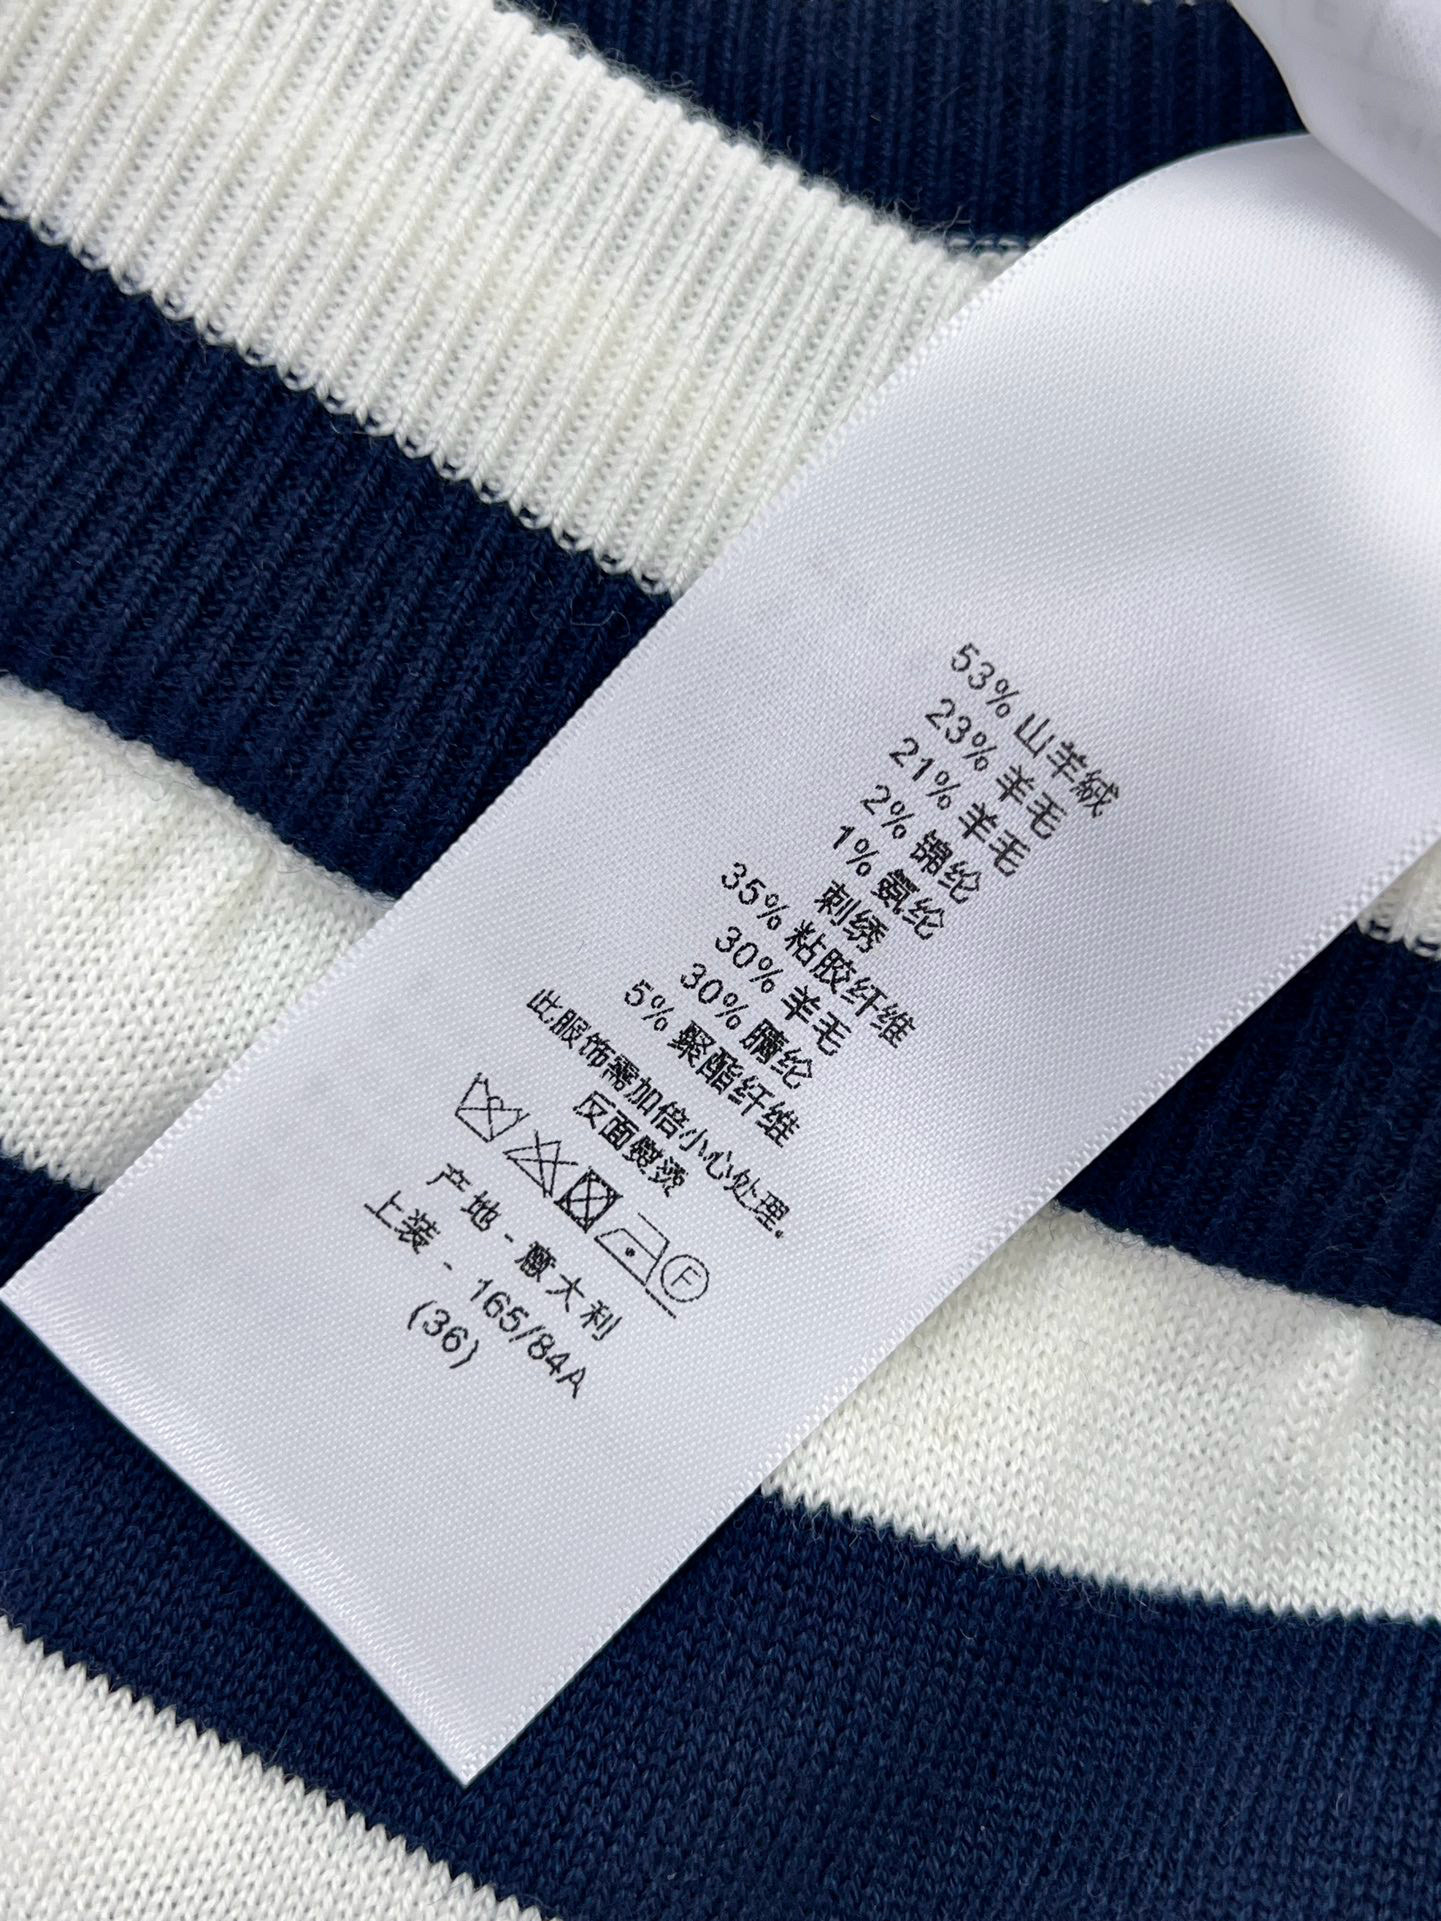 53% 山羊绒
23% 羊毛
21% 羊毛
2% 锦纶
1% 氨纶
刺绣
35% 粘胶纤维
30% 羊毛
30% 腈纶
5% 聚酯纤维
此服饰需加倍小心处理。
反面熨烫
F
产地 - 意大利
上装 - 165/84A
(36)